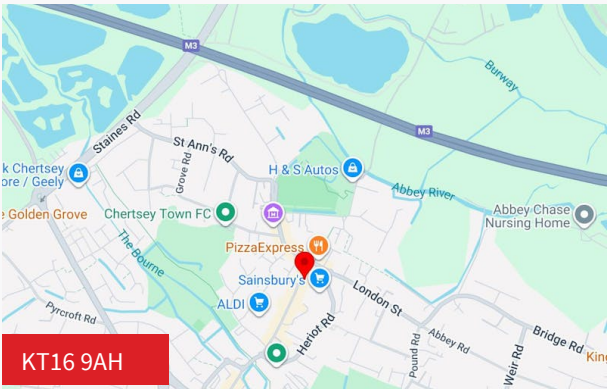 M3
Burway
Staines Rd
St Ann's Rd
M3
Grove Rd
H & S Autos
k Chertsey
ore / Geely
Abbey River
e Golden Grove
Chertsey Town FC
Abbey Chase
Nursing Home
The Bourne
PizzaExpress
Sainsbury's
ALDI
London St
Pyrcroft Rd
Heriot Rd
Abbey Rd
Bridge Rd
Pound Rd
Weir Rd
King
KT16 9AH